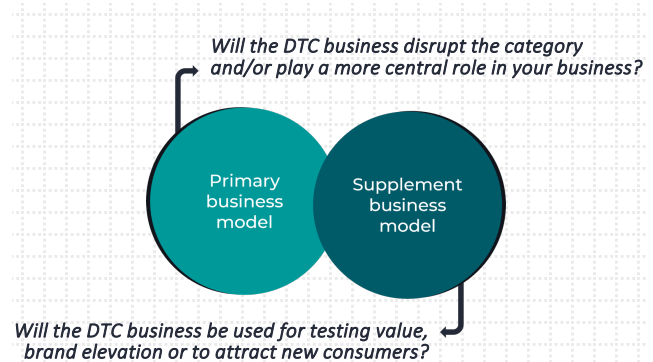 Will the DTC business disrupt the category
and/or play a more central role in your business?
Primary
business
model
Supplement
business
model
Will the DTC business be used for testing value,
brand elevation or to attract new consumers?